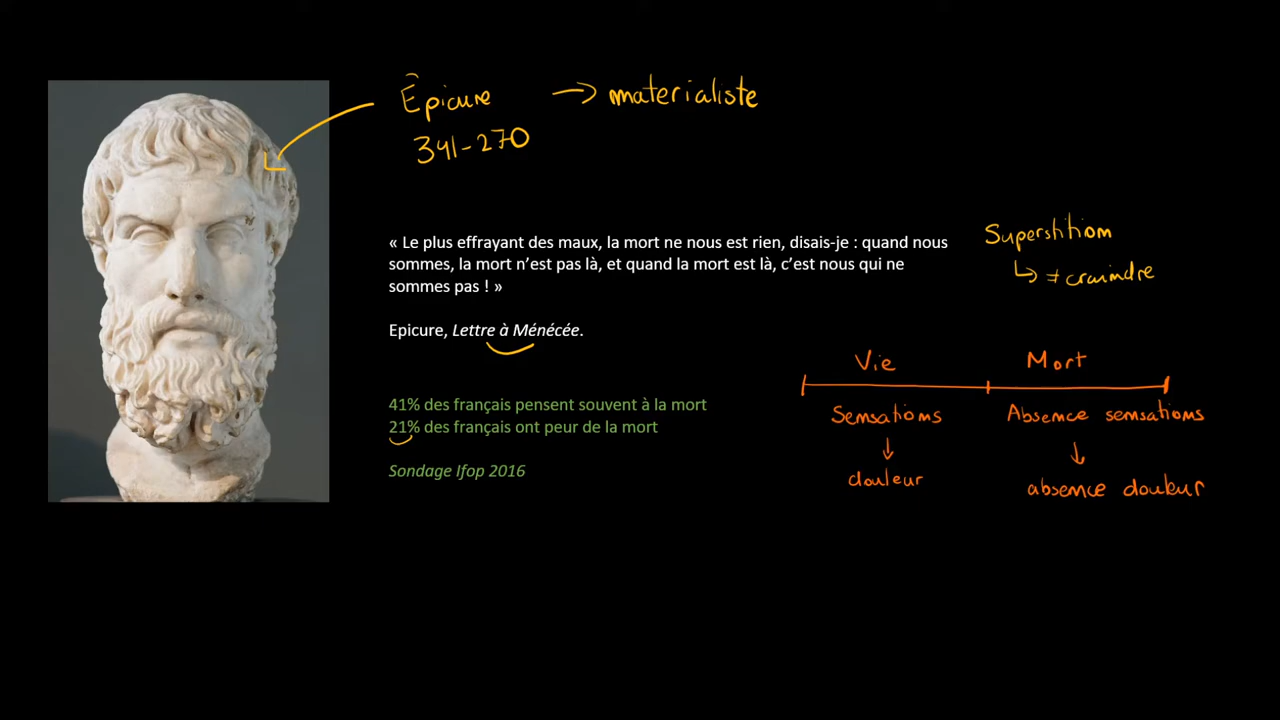 Épicure → materialiste
341-270
« Le plus effrayant des maux, la mort ne nous est rien, disais-je : quand nous
sommes, la mort n'est pas là, et quand la mort est là, c'est nous qui ne
sommes pas ! »
Epicure, Lettre à Ménécée.
41% des français pensent souvent à la mort
21% des français ont peur de la mort
Sondage Ifop 2016
Superstition
↳ ≠ craindre
Vie
Mort
Sensations
Absence sensations
↓
↓
douleur
absence douleur